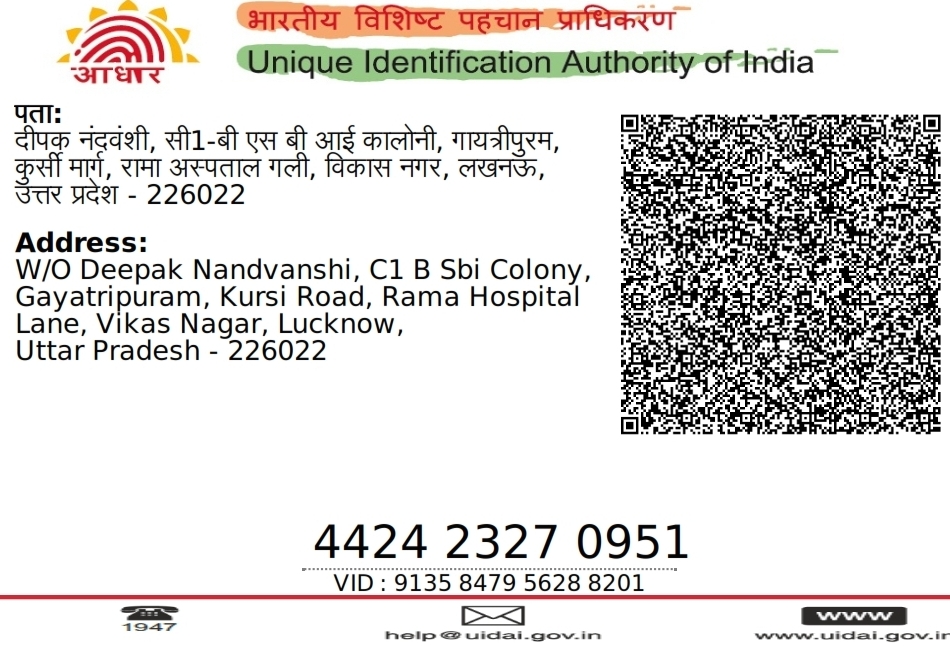 भारतीय विशिष्ट पहचान प्राधिकरण
आधार
Unique Identification Authority of India
पता:
दीपक नंदवंशी, सी1-बी एस बी आई कालोनी, गायत्रीपुरम,
कुर्सी मार्ग, रामा अस्पताल गली, विकास नगर, लखनऊ,
उत्तर प्रदेश - 226022
Address:
W/O Deepak Nandvanshi, C1 B Sbi Colony,
Gayatripuram, Kursi Road, Rama Hospital
Lane, Vikas Nagar, Lucknow,
Uttar Pradesh - 226022
4424 2327 0951
VID : 9135 8479 5628 8201
1947
help@uidai.gov.in
www
www.uidai.gov.in